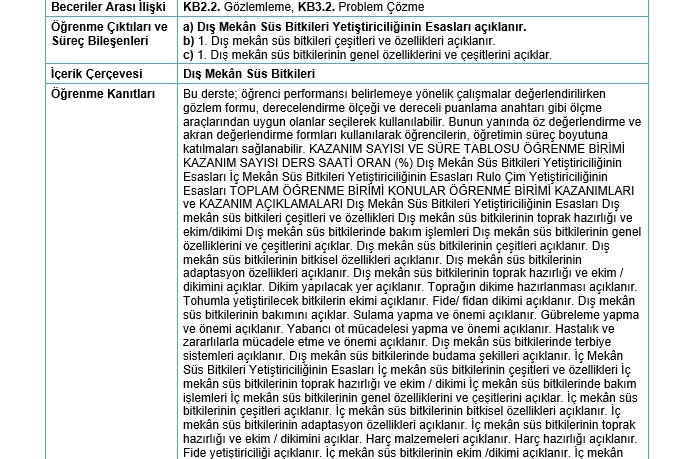 Beceriler Arası İlişki
KB2.2. Gözlemleme, KB3.2. Problem Çözme
Öğrenme Çıktıları ve
Süreç Bileşenleri
a) Dış Mekân Süs Bitkileri Yetiştiriciliğinin Esasları açıklanır.
b) 1. Dış mekân süs bitkileri çeşitleri ve özellikleri açıklanır.
c) 1. Dış mekân süs bitkilerinin genel özelliklerini ve çeşitlerini açıklar.
İçerik Çerçevesi
Dış Mekân Süs Bitkileri
Öğrenme Kanıtları
Bu derste; öğrenci performansı belirlemeye yönelik çalışmalar değerlendirilirken
gözlem formu, derecelendirme ölçeği ve dereceli puanlama anahtarı gibi ölçme
araçlarından uygun olanlar seçilerek kullanılabilir. Bunun yanında öz değerlendirme ve
akran değerlendirme formları kullanılarak öğrencilerin, öğretimin süreç boyutuna
katılmaları sağlanabilir. KAZANIM SAYISI VE SÜRE TABLOSU ÖĞRENME BİRİMİ
KAZANIM SAYISI DERS SAATİ ORAN (%) Dış Mekân Süs Bitkileri Yetiştiriciliğinin
Esasları İç Mekân Süs Bitkileri Yetiştiriciliğinin Esasları Rulo Çim Yetiştiriciliğinin
Esasları TOPLAM ÖĞRENME BİRİMİ KONULAR ÖĞRENME BİRİMİ KAZANIMLARI
ve KAZANIM AÇIKLAMALARI Dış Mekân Süs Bitkileri Yetiştiriciliğinin Esasları Dış
mekân süs bitkileri çeşitleri ve özellikleri Dış mekân süs bitkilerinin toprak hazırlığı ve
ekim/dikimi Dış mekân süs bitkilerinde bakım işlemleri Dış mekân süs bitkilerinin genel
özelliklerini ve çeşitlerini açıklar. Dış mekân süs bitkilerinin çeşitleri açıklanır. Dış
mekân süs bitkilerinin bitkisel özellikleri açıklanır. Dış mekân süs bitkilerinin
adaptasyon özellikleri açıklanır. Dış mekân süs bitkilerinin toprak hazırlığı ve ekim /
dikimini açıklar. Dikim yapılacak yer açıklanır. Toprağın dikime hazırlanması açıklanır.
Tohumla yetiştirilecek bitkilerin ekimi açıklanır. Fide/ fidan dikimi açıklanır. Dış mekân
süs bitkilerinin bakımını açıklar. Sulama yapma ve önemi açıklanır. Gübreleme yapma
ve önemi açıklanır. Yabancı ot mücadelesi yapma ve önemi açıklanır. Hastalık ve
zararlılarla mücadele etme ve önemi açıklanır. Dış mekân süs bitkilerinde terbiye
sistemleri açıklanır. Dış mekân süs bitkilerinde budama şekilleri açıklanır. İç Mekân
Süs Bitkileri Yetiştiriciliğinin Esasları İç mekân süs bitkilerinin çeşitleri ve özellikleri İç
mekân süs bitkilerinin toprak hazırlığı ve ekim / dikimi İç mekân süs bitkilerinde bakım
işlemleri İç mekân süs bitkilerinin genel özelliklerini ve çeşitlerini açıklar. İç mekân süs
bitkilerinin çeşitleri açıklanır. İç mekân süs bitkilerinin bitkisel özellikleri açıklanır. İç
mekân süs bitkilerinin adaptasyon özellikleri açıklanır. İç mekân süs bitkilerinin toprak
hazırlığı ve ekim / dikimini açıklar. Harç malzemeleri açıklanır. Harç hazırlığı açıklanır.
Fide yetiştiriciliği açıklanır. İç mekân süs bitkilerinin ekim /dikimi açıklanır. İç mekân